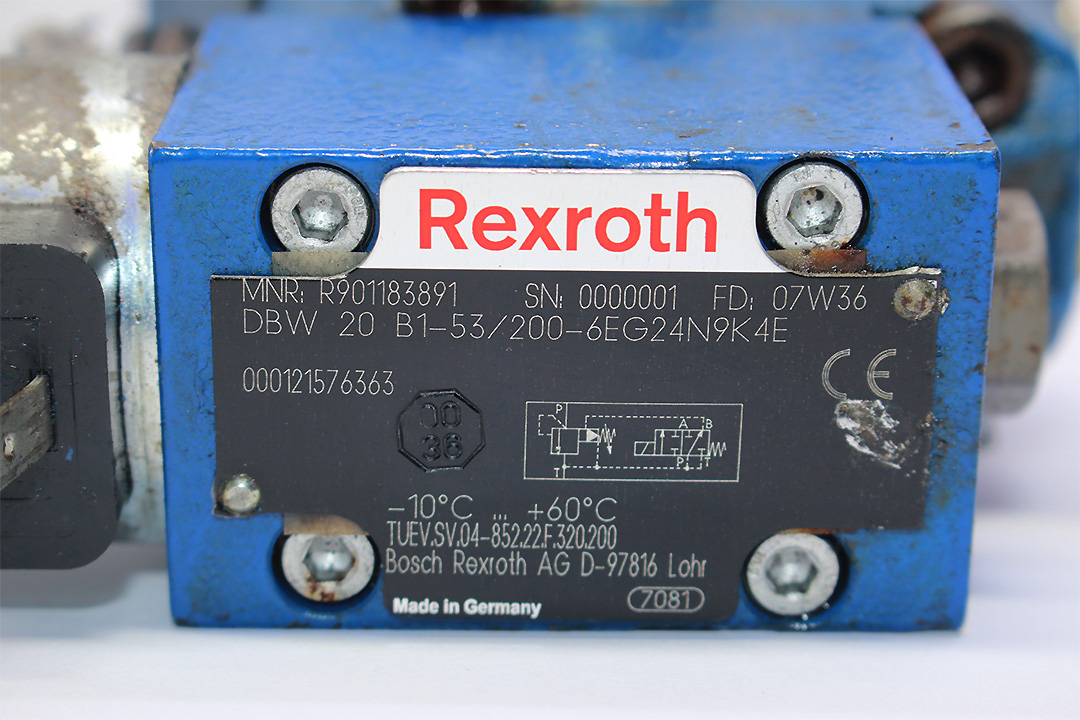 Rexroth
MNR: R901183891 SN: 0000001 FD: 07W36
DBW 20 B1-53/200-6EG24N9K4E
000121576363
CE
00
36
P
T
A B
P T
-10°C ... +60°C
TUEV.SV.04-852.22.F.320.200
Bosch Rexroth AG D-97816 Lohr
Made in Germany
7081